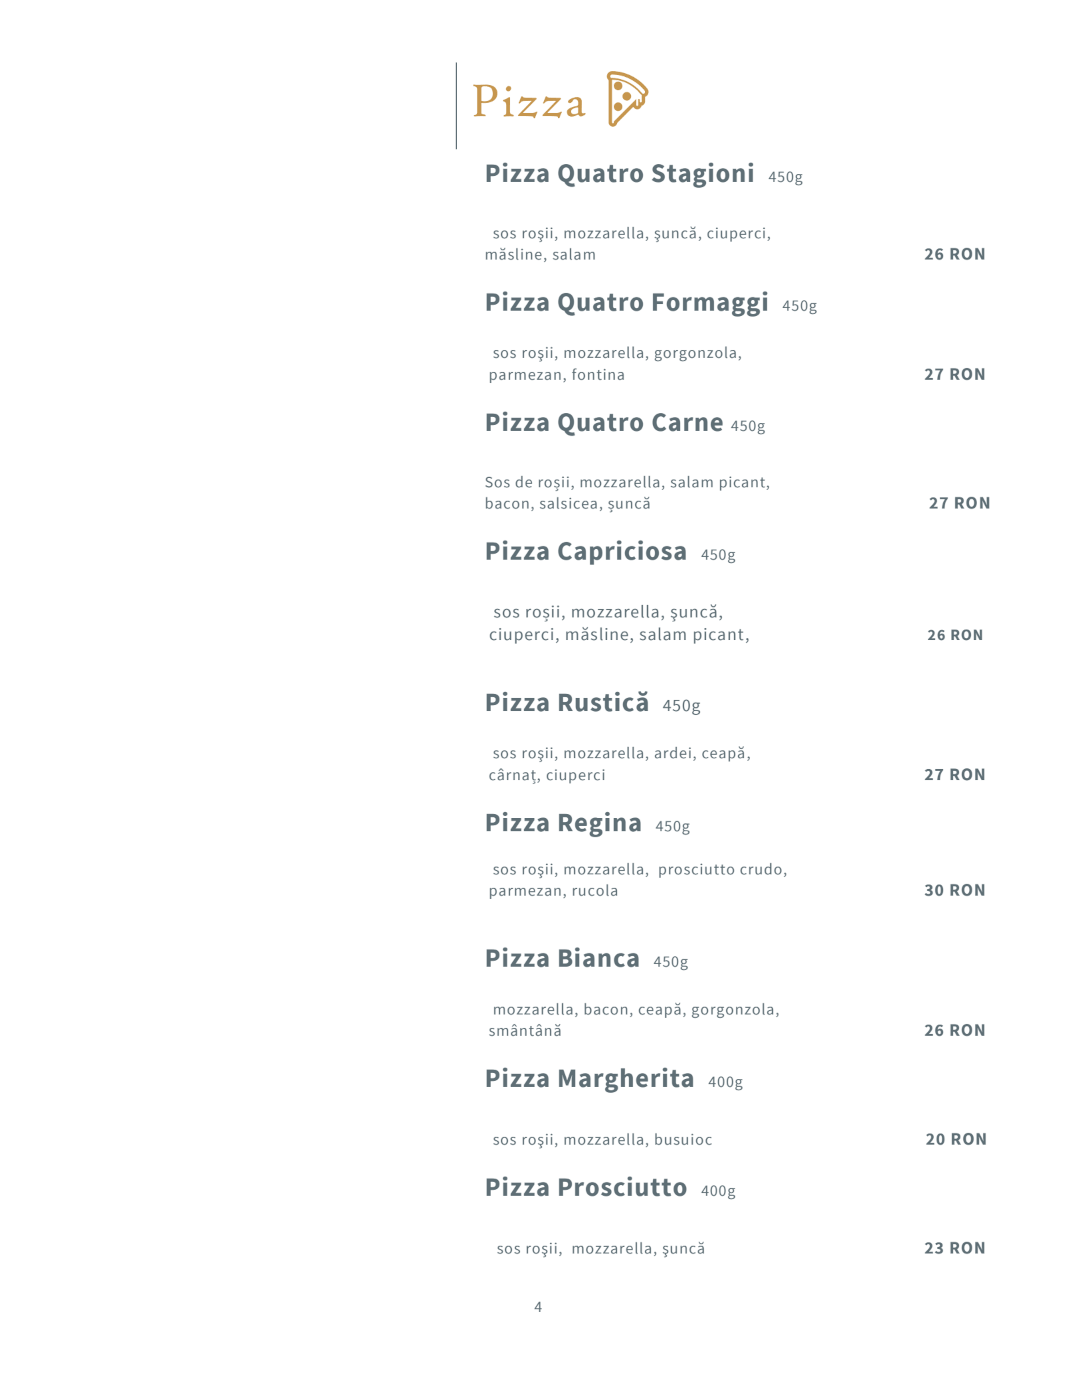 Pizza
Pizza Quatro Stagioni 450g
sos roşii, mozzarella, şuncă, ciuperci,
măsline, salam 26 RON
Pizza Quatro Formaggi 450g
sos roşii, mozzarella, gorgonzola,
parmezan, fontina 27 RON
Pizza Quatro Carne 450g
Sos de roșii, mozzarella, salam picant,
bacon, salsicea, șuncă 27 RON
Pizza Capriciosa 450g
sos roșii, mozzarella, şuncă,
ciuperci, măsline, salam picant, 26 RON
Pizza Rustică 450g
sos roşii, mozzarella, ardei, ceapă,
cârnaț, ciuperci 27 RON
Pizza Regina 450g
sos roşii, mozzarella, prosciutto crudo,
parmezan, rucola 30 RON
Pizza Bianca 450g
mozzarella, bacon, ceapă, gorgonzola,
smântână 26 RON
Pizza Margherita 400g
sos roşii, mozzarella, busuioc 20 RON
Pizza Prosciutto 400g
sos roşii, mozzarella, şuncă 23 RON
4